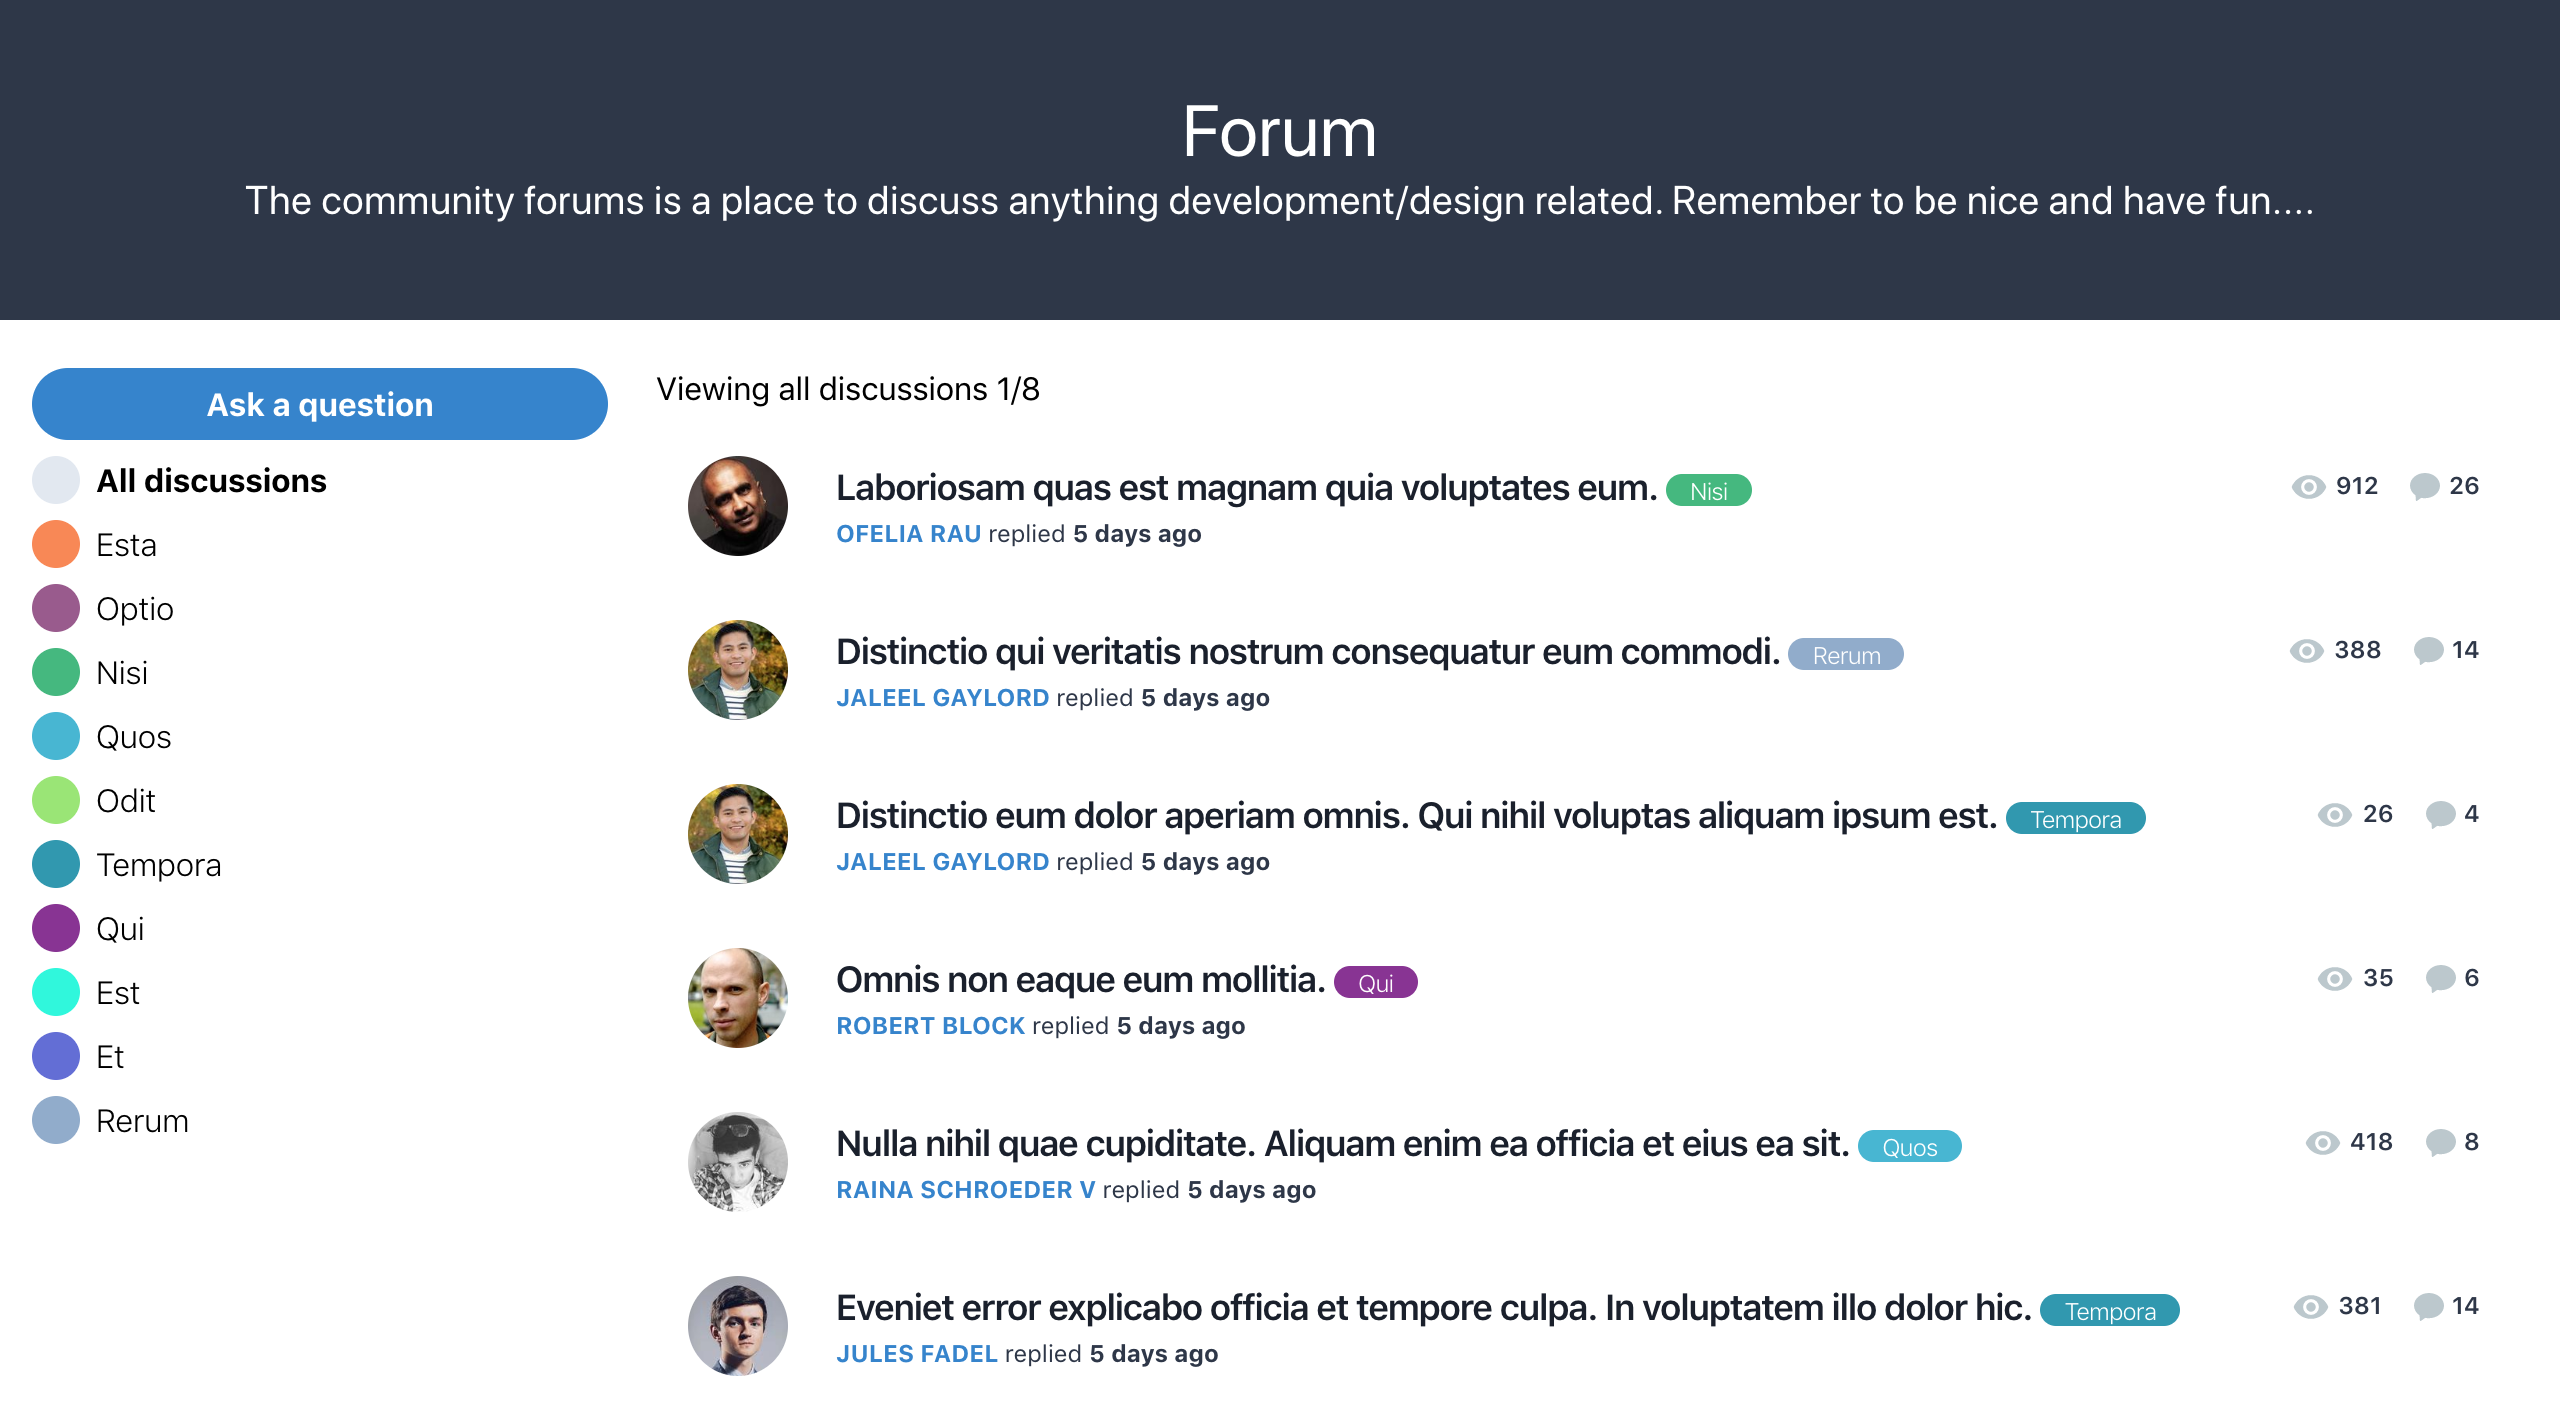 Forum
The community forums is a place to discuss anything development/design related. Remember to be nice and have fun....
Ask a question
All discussions
Esta
Optio
Nisi
Quos
Odit
Tempora
Qui
Est
Et
Rerum
Viewing all discussions 1/8
Laboriosam quas est magnam quia voluptates eum. Nisi 912 26
OFELIA RAU replied 5 days ago
Distinctio qui veritatis nostrum consequatur eum commodi. Rerum 388 14
JALEEL GAYLORD replied 5 days ago
Distinctio eum dolor aperiam omnis. Qui nihil voluptas aliquam ipsum est. Tempora 26 4
JALEEL GAYLORD replied 5 days ago
Omnis non eaque eum mollitia. Qui 35 6
ROBERT BLOCK replied 5 days ago
Nulla nihil quae cupiditate. Aliquam enim ea officia et eius ea sit. Quos 418 8
RAINA SCHROEDER V replied 5 days ago
Eveniet error explicabo officia et tempore culpa. In voluptatem illo dolor hic. Tempora 381 14
JULES FADEL replied 5 days ago